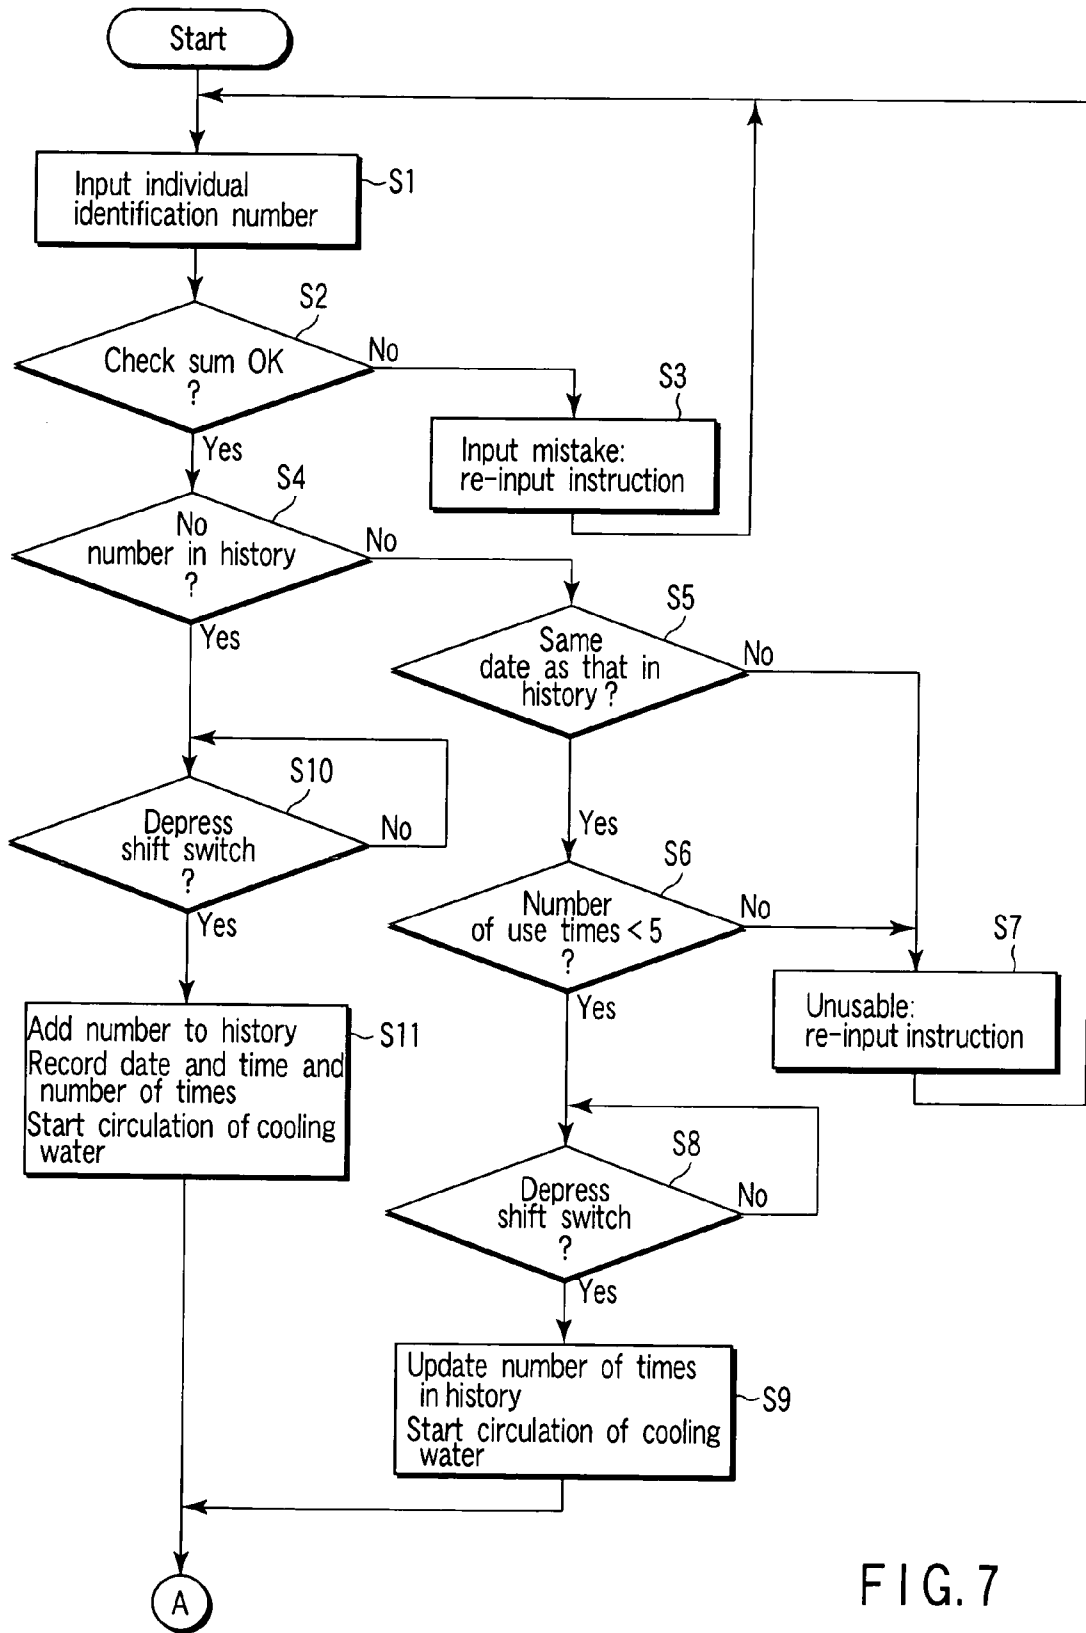 Start
Input individual
identification number
S1
S2
Check sum OK
?
No
Yes
S3
Input mistake:
re-input instruction
S4
No
number in history
?
No
Yes
S5
Same
date as that in
history ?
No
Yes
S10
Depress
shift switch
?
No
Yes
S6
Number
of use times < 5
?
No
Yes
S7
Unusable:
re-input instruction
Add number to history
Record date and time and
number of times
Start circulation of cooling
water
S11
S8
Depress
shift switch
?
No
Yes
Update number of times
in history
Start circulation of cooling
water
S9
A
FIG. 7